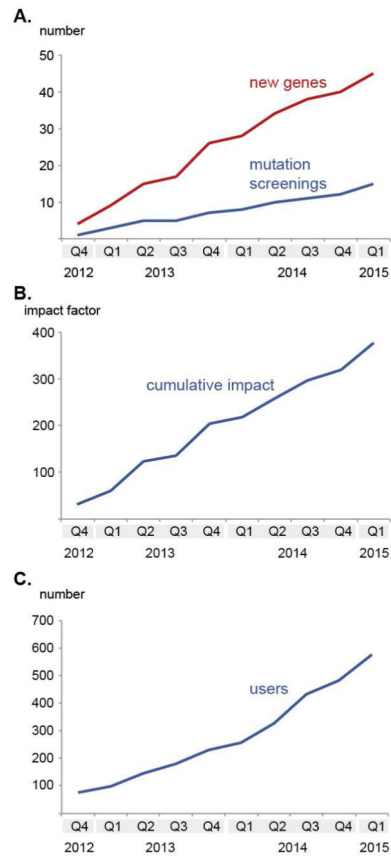 A.
number
50
40
30
20
10
new genes
mutation
screenings
Q4 Q1 Q2 Q3 Q4 Q1 Q2 Q3 Q4 Q1
2012 2013 2014 2015
B.
impact factor
400
300
200
100
cumulative impact
Q4 Q1 Q2 Q3 Q4 Q1 Q2 Q3 Q4 Q1
2012 2013 2014 2015
C.
number
700
600
500
400
300
200
100
users
Q4 Q1 Q2 Q3 Q4 Q1 Q2 Q3 Q4 Q1
2012 2013 2014 2015